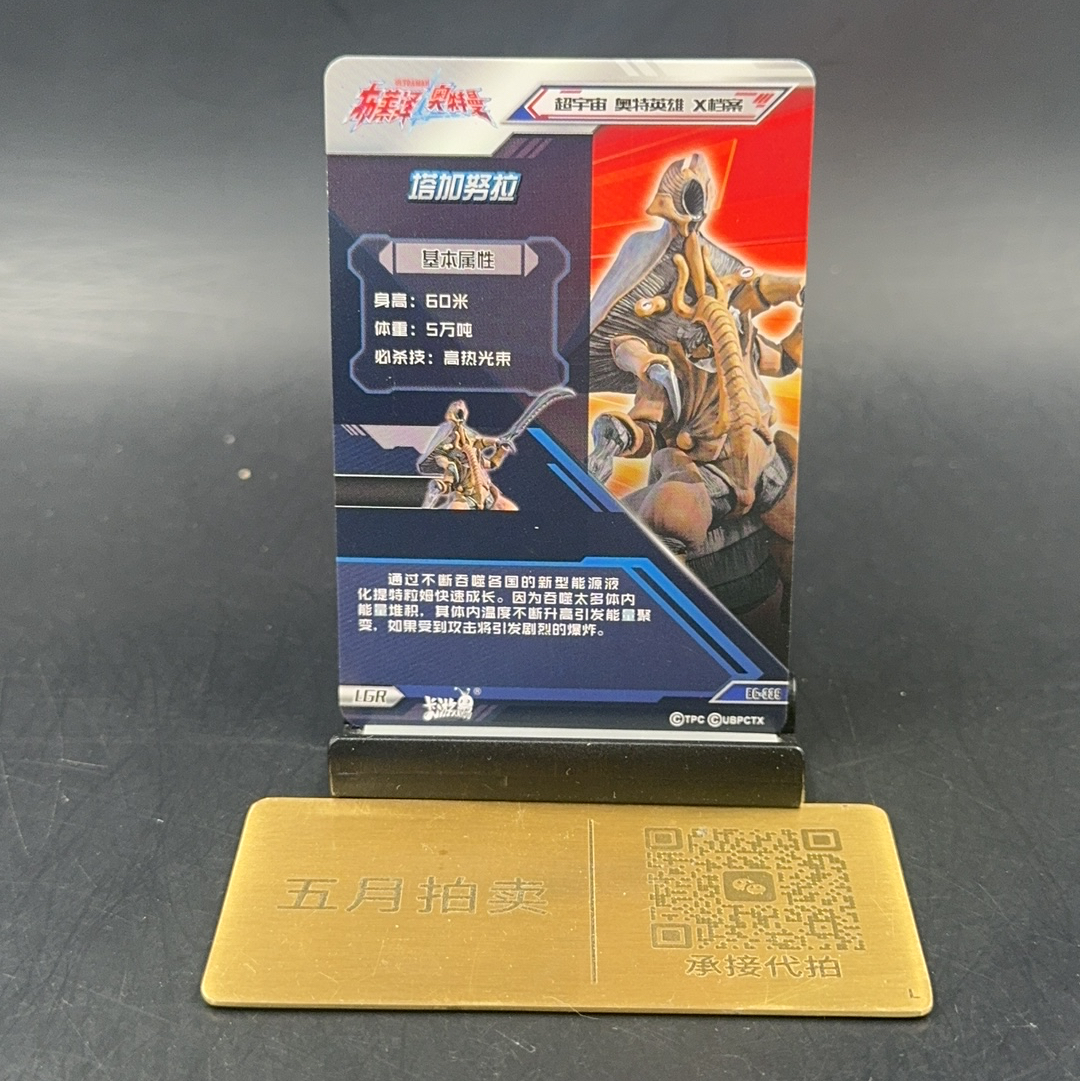 ULTRAMAN
布莱泽 奥特曼
超宇宙 奥特英雄 X档案
塔加努拉
基本属性
身高：60米
体重：5万吨
必杀技：高热光束
通过不断吞噬各国的新型能源液
化提特粒姆快速成长。因为吞噬太多体内
能量堆积，其体内温度不断升高引发能量聚
变，如果受到攻击将引发剧烈的爆炸。
LGR
卡游
®
©TPC ©UBPCTX
五月拍卖
承接代拍